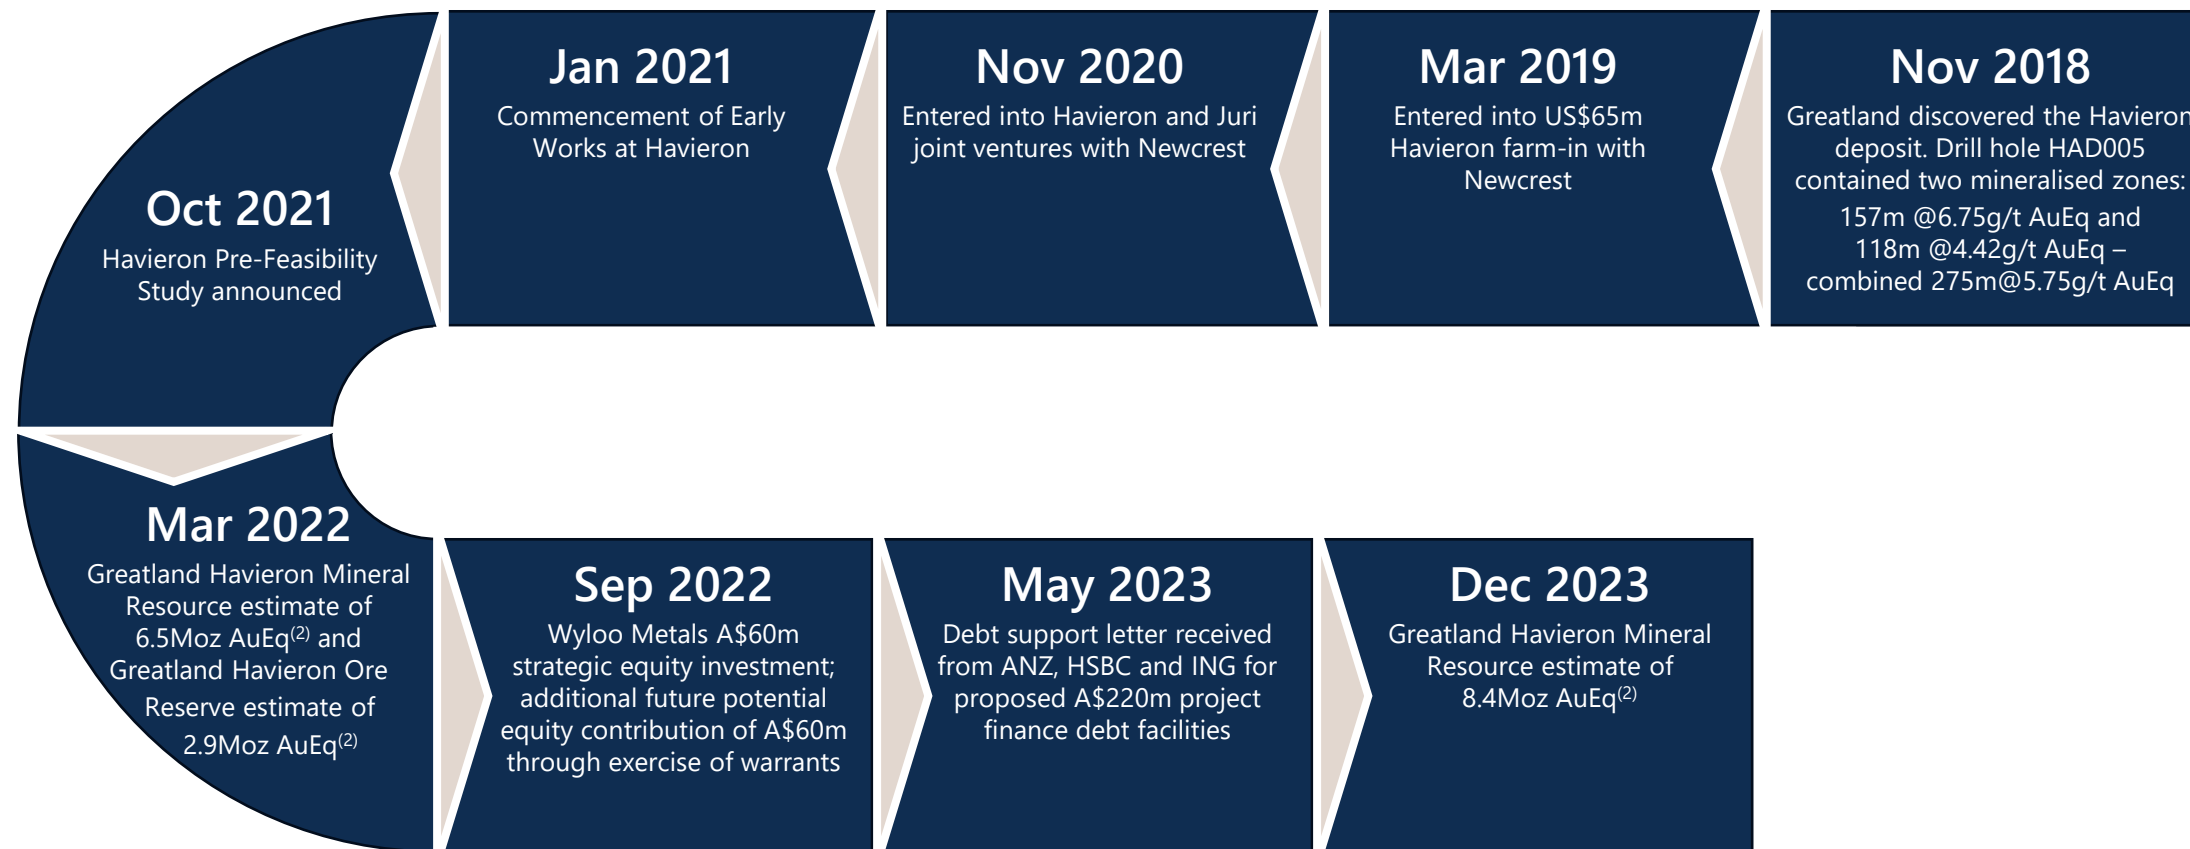 Nov 2018
Greatland discovered the Havieron
deposit. Drill hole HAD005
contained two mineralised zones:
157m @6.75g/t AuEq and
118m @4.42g/t AuEq –
combined 275m@5.75g/t AuEq
Mar 2019
Entered into US$65m
Havieron farm-in with
Newcrest
Nov 2020
Entered into Havieron and Juri
joint ventures with Newcrest
Jan 2021
Commencement of Early
Works at Havieron
Oct 2021
Havieron Pre-Feasibility
Study announced
Mar 2022
Greatland Havieron Mineral
Resource estimate of
6.5Moz AuEq(2) and
Greatland Havieron Ore
Reserve estimate of
2.9Moz AuEq(2)
Sep 2022
Wyloo Metals A$60m
strategic equity investment;
additional future potential
equity contribution of A$60m
through exercise of warrants
May 2023
Debt support letter received
from ANZ, HSBC and ING for
proposed A$220m project
finance debt facilities
Dec 2023
Greatland Havieron Mineral
Resource estimate of
8.4Moz AuEq(2)